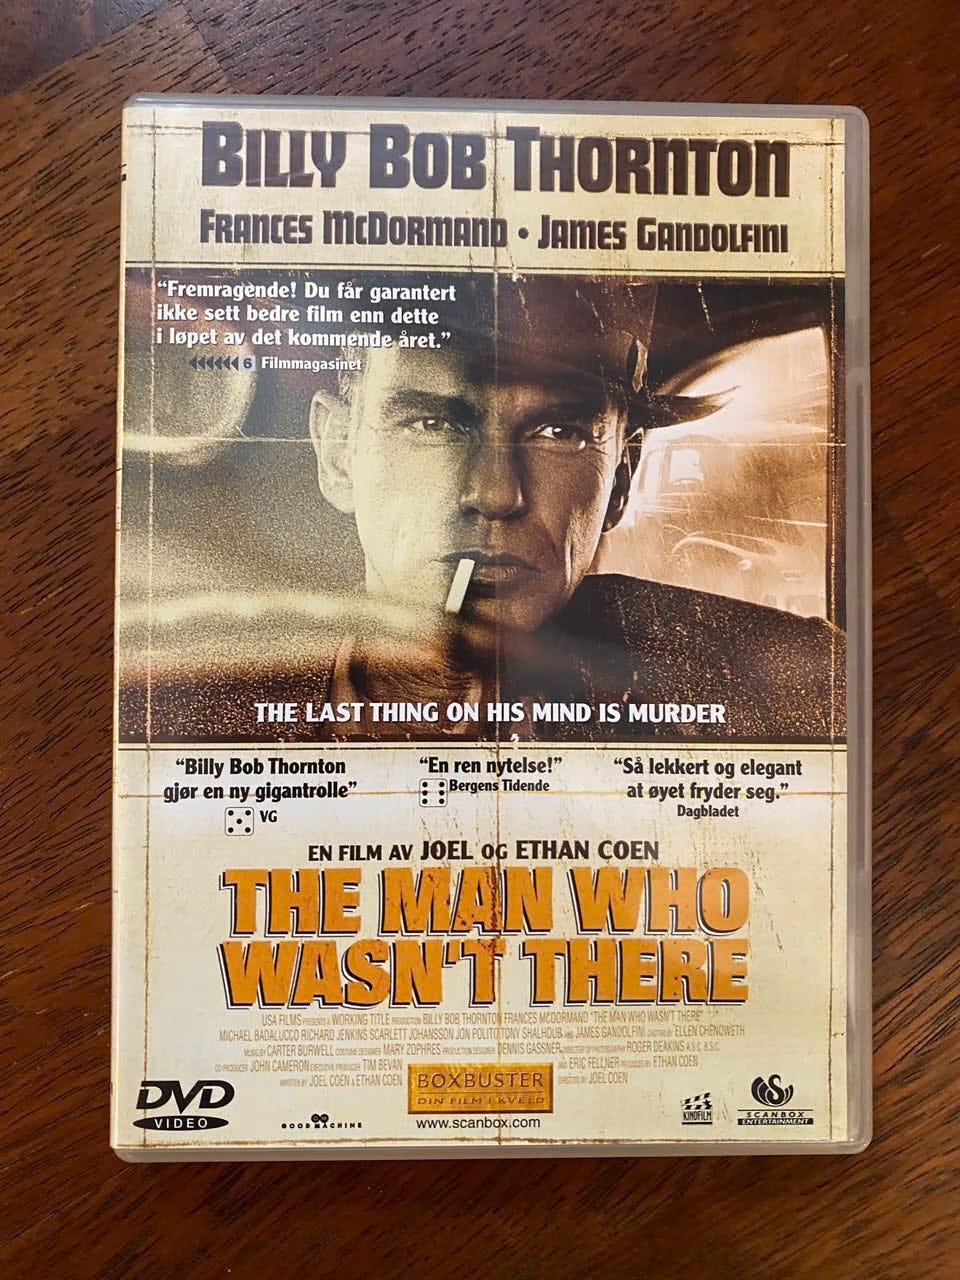 BILLY BOB THORNTON
FRANCES MCDORMAND • JAMES GANDOLFINI
“Fremragende! Du får garantert
ikke sett bedre film enn dette
i løpet av det kommende året.”
6 Filmmagasinet
THE LAST THING ON HIS MIND IS MURDER
“Billy Bob Thornton
gjør en ny gigantrolle”
VG
“En ren nytelse!”
Bergens Tidende
“Så lekkert og elegant
at øyet fryder seg.”
Dagbladet
EN FILM AV JOEL OG ETHAN COEN
THE MAN WHO
WASN'T THERE
USA FILMS PRESENTS A WORKING TITLE PRODUCTION BILLY BOB THORNTON FRANCES MCDORMAND "THE MAN WHO WASN'T THERE"
MICHAEL BADALUCCO RICHARD JENKINS SCARLETT JOHANSSON JON POLITO TONY SHALHOUB AND JAMES GANDOLFINI CASTING BY ELLEN CHENOWETH
MUSIC BY CARTER BURWELL COSTUME DESIGNER MARY ZOPHRES PRODUCTION DESIGNER DENNIS GASSNER DIRECTOR OF PHOTOGRAPHY ROGER DEAKINS A.S.C. B.S.C.
CO-PRODUCER JOHN CAMERON EXECUTIVE PRODUCERS TIM BEVAN AND ERIC FELLNER PRODUCED BY ETHAN COEN
WRITTEN BY JOEL COEN & ETHAN COEN DIRECTED BY JOEL COEN
BOXBUSTER
DIN FILM I KVELD
www.scanbox.com
DVD
VIDEO
GOOD MACHINE
KINOFILM
SCANBOX
ENTERTAINMENT